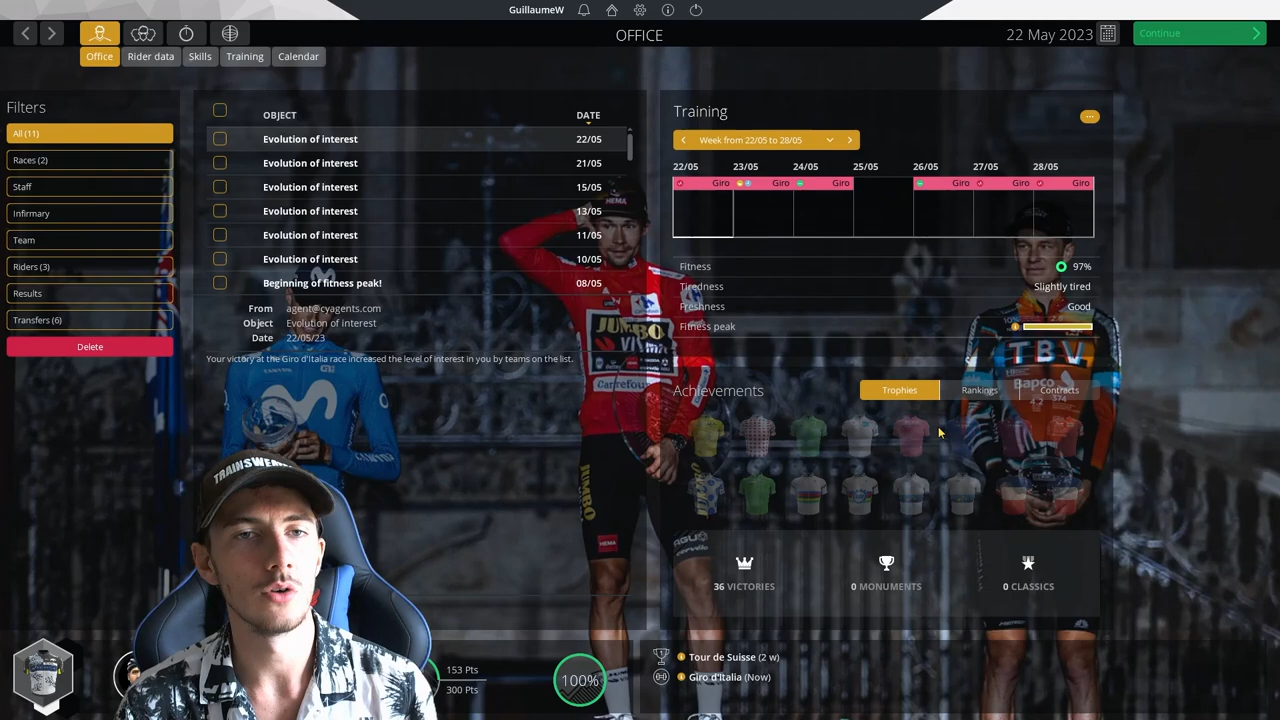 GuillaumeW
OFFICE
22 May 2023
Continue
Office
Rider data
Skills
Training
Calendar
Filters
All (11)
Races (2)
Staff
Infirmary
Team
Riders (3)
Results
Transfers (6)
Delete
OBJECT DATE
Evolution of interest 22/05
Evolution of interest 21/05
Evolution of interest 15/05
Evolution of interest 13/05
Evolution of interest 11/05
Evolution of interest 10/05
Beginning of fitness peak! 08/05
From agent@cyagents.com
Object Evolution of interest
Date 22/05/23
Your victory at the Giro d'Italia race increased the level of interest in you by teams on the list.
Training
...
Week from 22/05 to 28/05
22/05 23/05 24/05 25/05 26/05 27/05 28/05
Giro Giro Giro Giro Giro Giro
Fitness 97%
Tiredness Slightly tired
Freshness Good
Fitness peak
Achievements
Trophies
Rankings
Contracts
36 VICTORIES
0 MONUMENTS
0 CLASSICS
153 Pts
300 Pts
100%
Tour de Suisse (2 w)
Giro d'Italia (Now)
HEMA
JUMBO
VISMA
Carrefour
JUMBO
HEMA
AGU
cervélo
TBV
Bapco